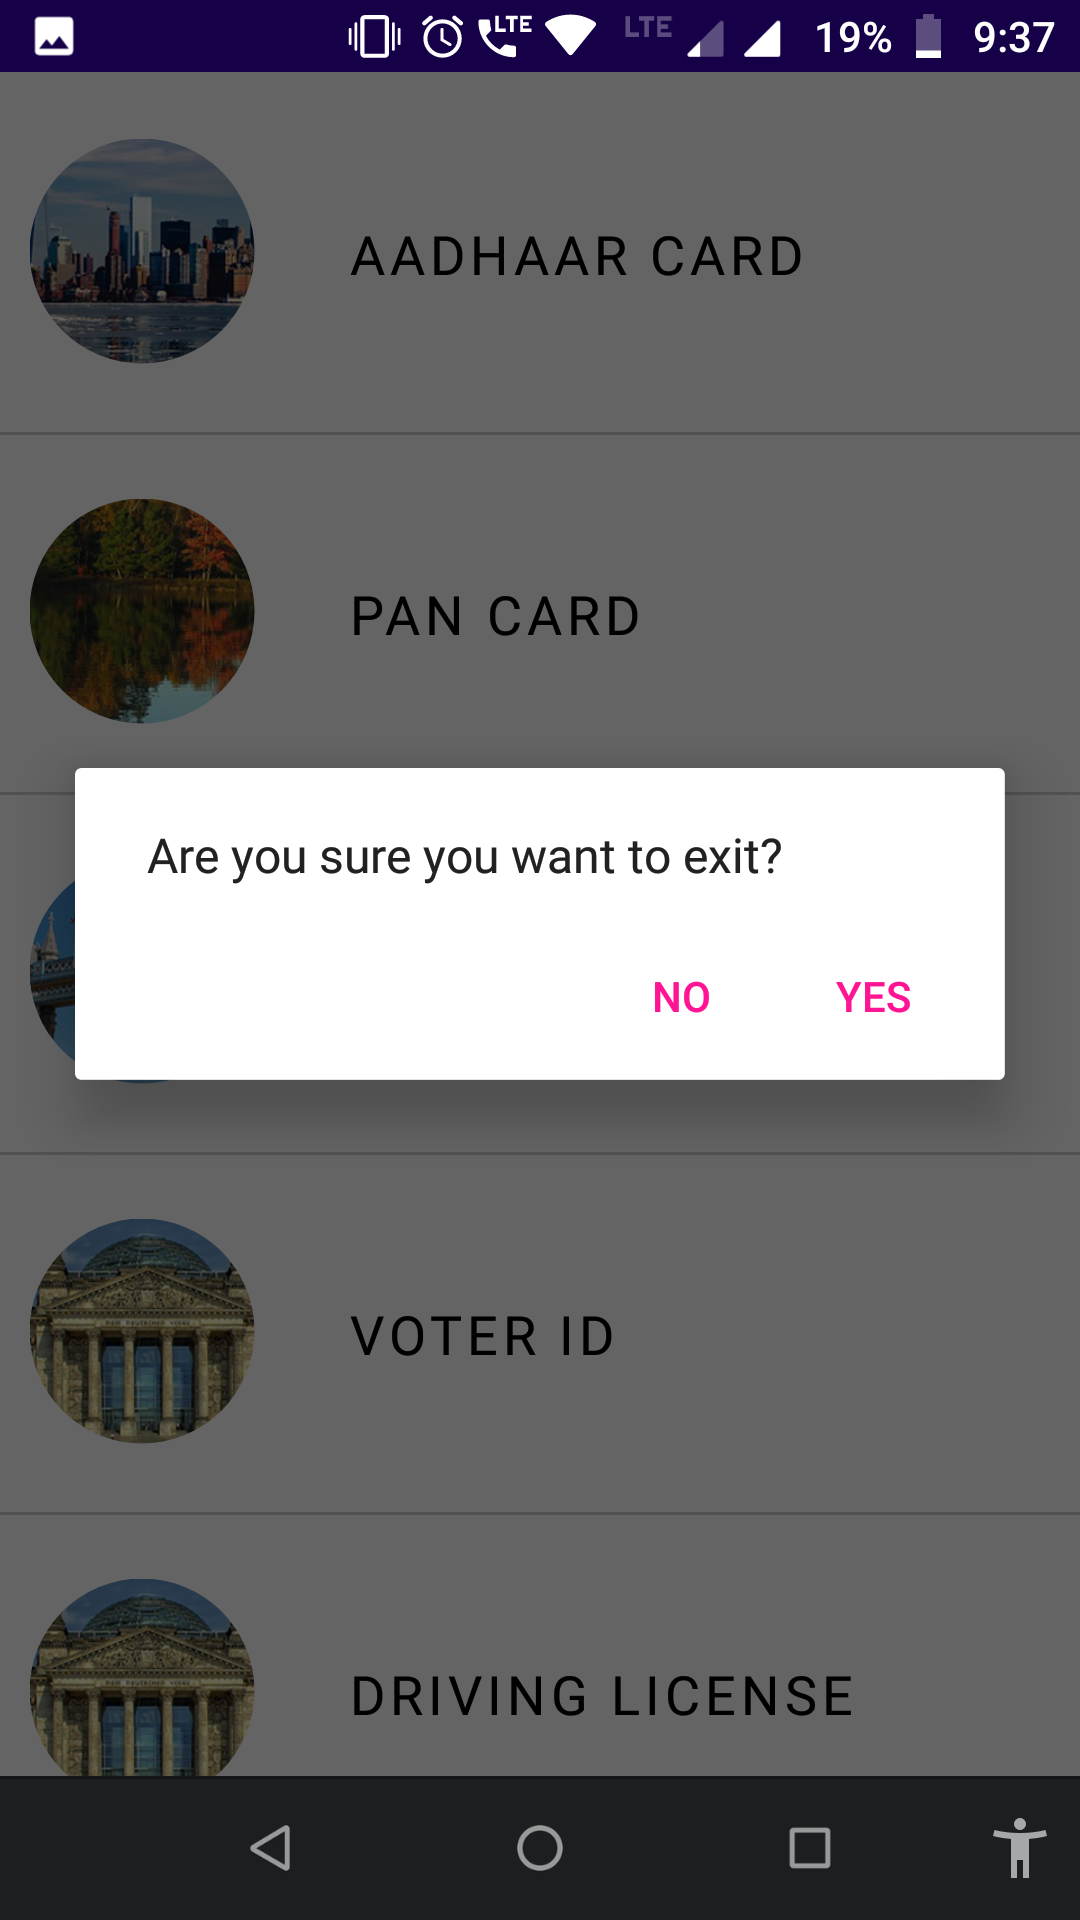 LTE LTE 19% 9:37
AADHAAR CARD
PAN CARD
Are you sure you want to exit?
NO YES
VOTER ID
DRIVING LICENSE